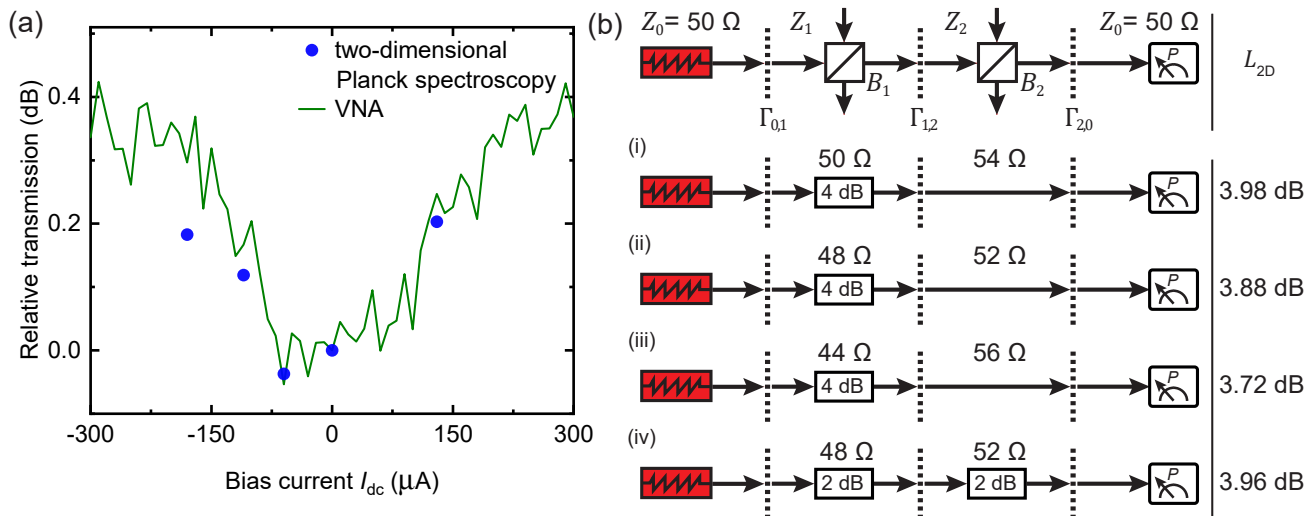 (a)
two-dimensional
Planck spectroscopy
VNA
Relative transmission (dB)
0.4
0.2
0.0
-300 -150 0 150 300
Bias current I_dc (μA)
(b)
Z_0 = 50 Ω Z_1 Z_2 Z_0 = 50 Ω
B_1 B_2 P L_2D
Γ_0,1 Γ_1,2 Γ_2,0
(i) 50 Ω 54 Ω
4 dB P 3.98 dB
(ii) 48 Ω 52 Ω
4 dB P 3.88 dB
(iii) 44 Ω 56 Ω
4 dB P 3.72 dB
(iv) 48 Ω 52 Ω
2 dB 2 dB P 3.96 dB